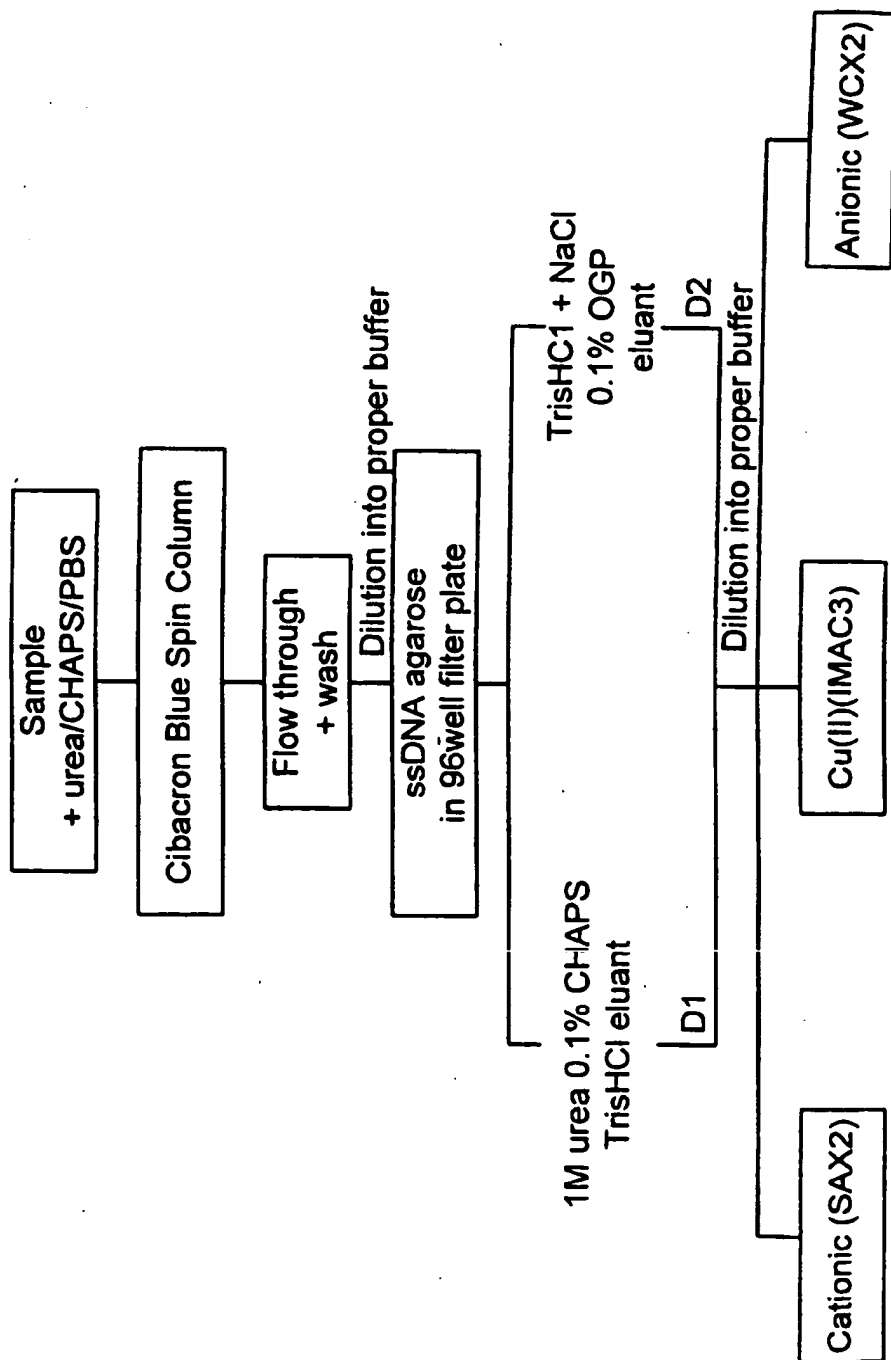 Sample
+ urea/CHAPS/PBS
Cibacron Blue Spin Column
Flow through
+ wash
Dilution into proper buffer
ssDNA agarose
in 96well filter plate
1M urea 0.1% CHAPS
TrisHCl eluant
D1
TrisHC1 + NaCl
0.1% OGP
eluant
D2
Dilution into proper buffer
Cationic (SAX2)
Cu(II)(IMAC3)
Anionic (WCX2)